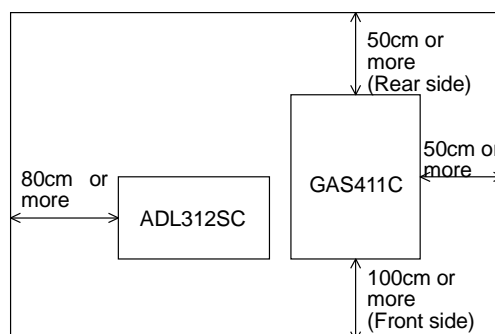 50cm or
more
(Rear side)
50cm or
more
80cm or
more
GAS411C
ADL312SC
100cm or
more
(Front side)